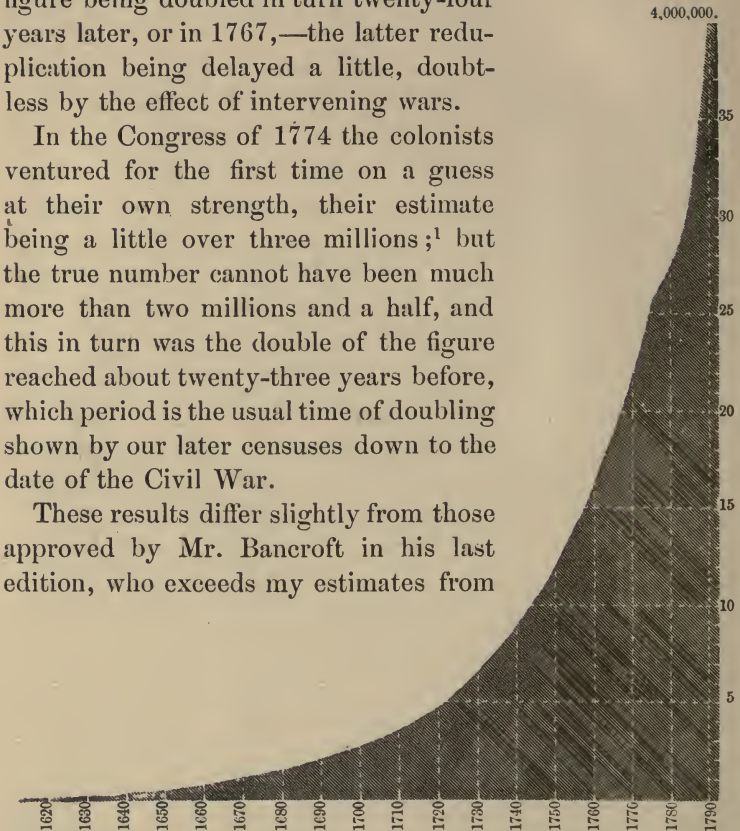 figure being doubled in turn twenty-four
years later, or in 1767,—the latter redu-
plication being delayed a little, doubt-
less by the effect of intervening wars.
In the Congress of 1774 the colonists
ventured for the first time on a guess
at their own strength, their estimate
being a little over three millions;¹ but
the true number cannot have been much
more than two millions and a half, and
this in turn was the double of the figure
reached about twenty-three years before,
which period is the usual time of doubling
shown by our later censuses down to the
date of the Civil War.
These results differ slightly from those
approved by Mr. Bancroft in his last
edition, who exceeds my estimates from
4,000,000.
35
30
25
20
15
10
5
1620 1630 1640 1650 1660 1670 1680 1690 1700 1710 1720 1730 1740 1750 1760 1770 1780 1790